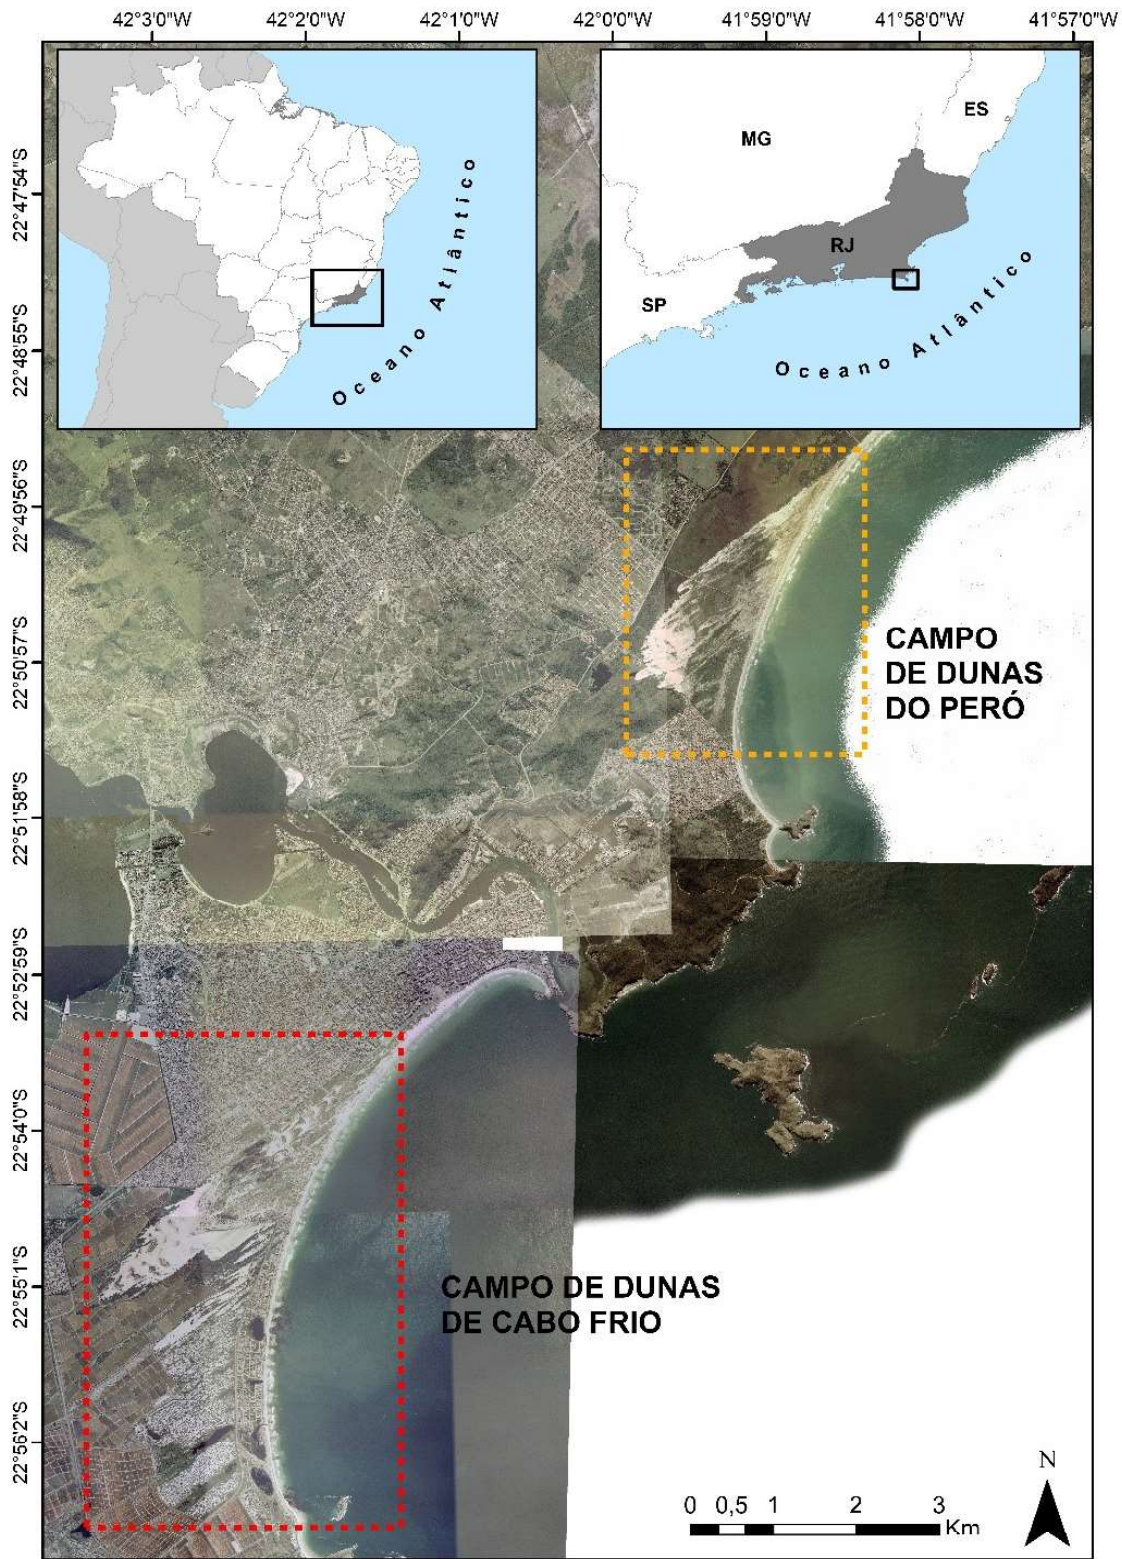 42°3'0"W 42°2'0"W 42°1'0"W 42°0'0"W 41°59'0"W 41°58'0"W 41°57'0"W
22°47'54"S
22°48'55"S
22°49'56"S
22°50'57"S
22°51'58"S
22°52'59"S
22°54'0"S
22°55'1"S
22°56'2"S
Oceano Atlântico
MG
ES
RJ
SP
Oceano Atlântico
CAMPO
DE DUNAS
DO PERÓ
CAMPO DE DUNAS
DE CABO FRIO
N
0 0,5 1 2 3
Km